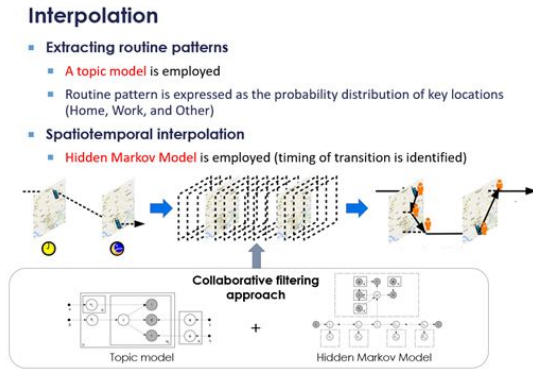 Interpolation
Extracting routine patterns
A topic model is employed
Routine pattern is expressed as the probability distribution of key locations
(Home, Work, and Other)
Spatiotemporal interpolation
Hidden Markov Model is employed (timing of transition is identified)
Collaborative filtering
approach
+
Topic model
Hidden Markov Model